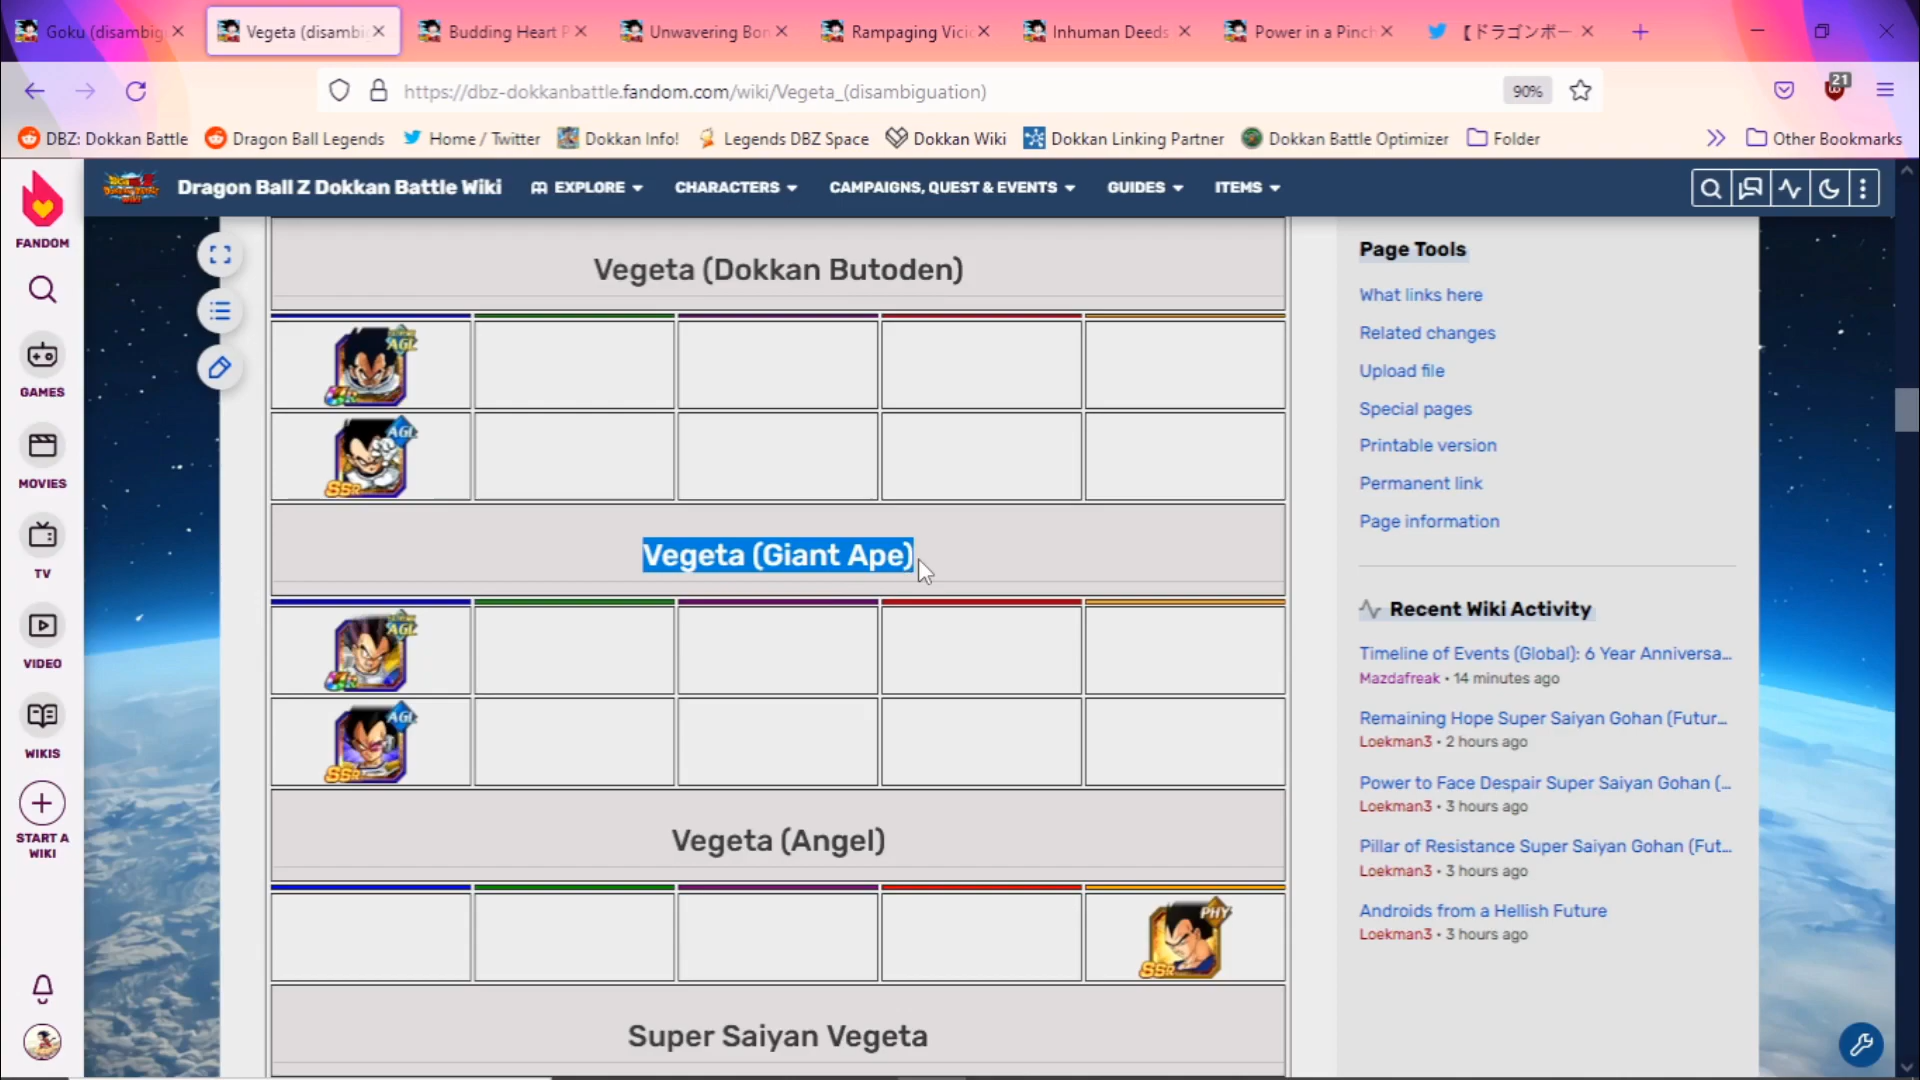 Goku (disambig
Vegeta (disambi
Budding Heart P
Unwavering Bon
Rampaging Vici
Inhuman Deeds
Power in a Pinch
【ドラゴンボー
https://dbz-dokkanbattle.fandom.com/wiki/Vegeta_(disambiguation)
90%
21
DBZ: Dokkan Battle
Dragon Ball Legends
Home / Twitter
Dokkan Info!
Legends DBZ Space
Dokkan Wiki
Dokkan Linking Partner
Dokkan Battle Optimizer
Folder
Other Bookmarks
FANDOM
GAMES
MOVIES
TV
VIDEO
WIKIS
START A
WIKI
Dragon Ball Z Dokkan Battle Wiki
EXPLORE
CHARACTERS
CAMPAIGNS, QUEST & EVENTS
GUIDES
ITEMS
Vegeta (Dokkan Butoden)
EXTREME
AGL
UR
AGL
SSR
Vegeta (Giant Ape)
EXTREME
AGL
UR
AGL
SSR
Vegeta (Angel)
PHY
SSR
Super Saiyan Vegeta
Page Tools
What links here
Related changes
Upload file
Special pages
Printable version
Permanent link
Page information
Recent Wiki Activity
Timeline of Events (Global): 6 Year Anniversa...
Mazdafreak • 14 minutes ago
Remaining Hope Super Saiyan Gohan (Futur...
Loekman3 • 2 hours ago
Power to Face Despair Super Saiyan Gohan (...
Loekman3 • 3 hours ago
Pillar of Resistance Super Saiyan Gohan (Fut...
Loekman3 • 3 hours ago
Androids from a Hellish Future
Loekman3 • 3 hours ago